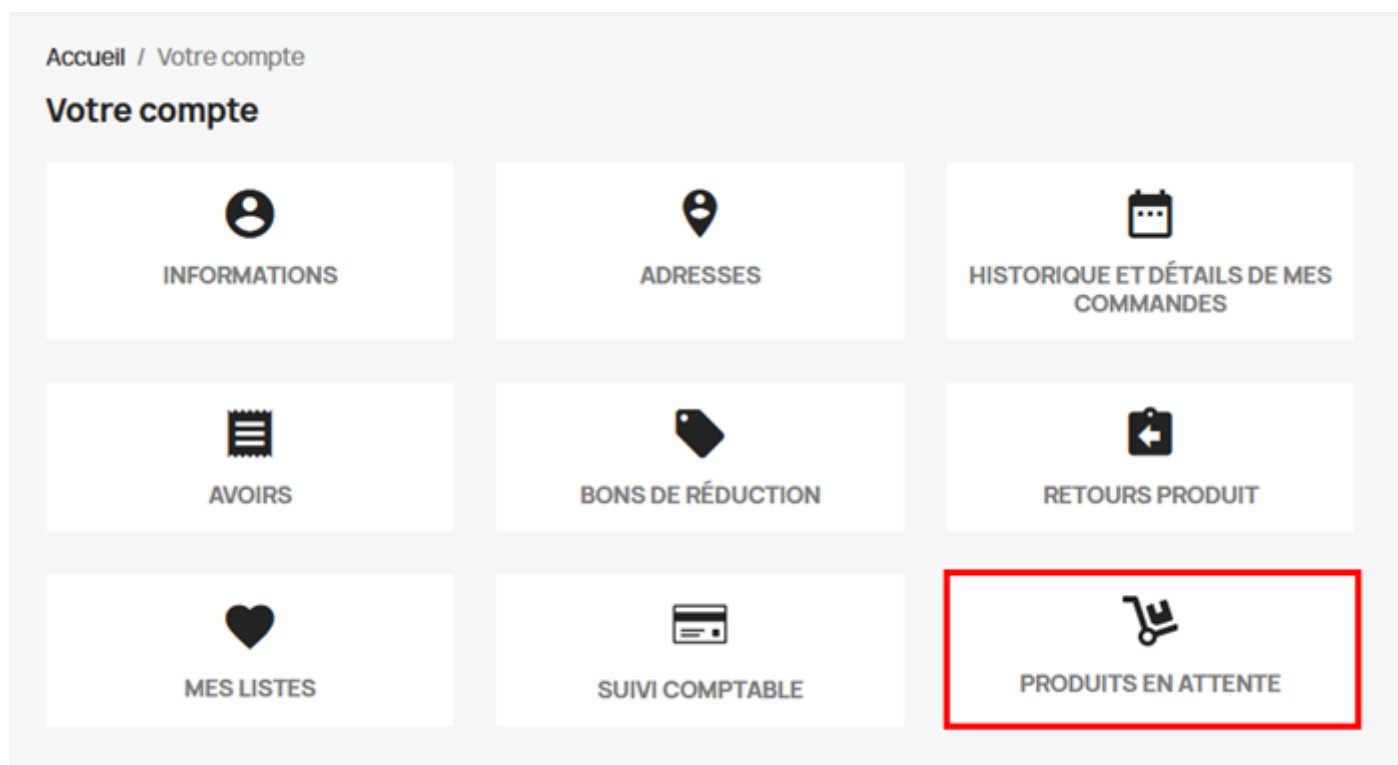 Accueil / Votre compte
Votre compte
INFORMATIONS
ADRESSES
HISTORIQUE ET DÉTAILS DE MES
COMMANDES
AVOIRS
BONS DE RÉDUCTION
RETOURS PRODUIT
MES LISTES
SUIVI COMPTABLE
PRODUITS EN ATTENTE